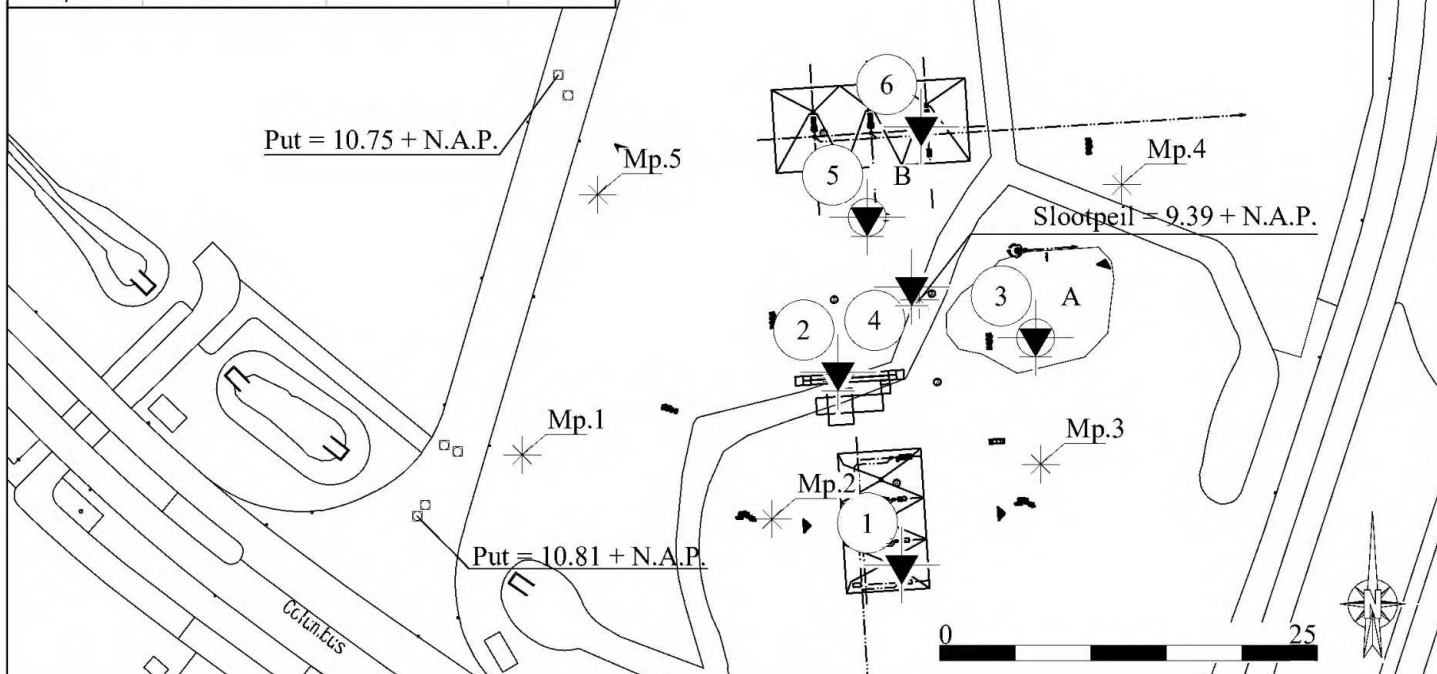 6
Put = 10.75 + N.A.P.
Mp.5
Mp.4
5
B
Slootpeil = 9.39 + N.A.P.
3
A
2
4
Mp.1
Mp.3
Mp.2
1
Put = 10.81 + N.A.P.
Columbus
N
0
25